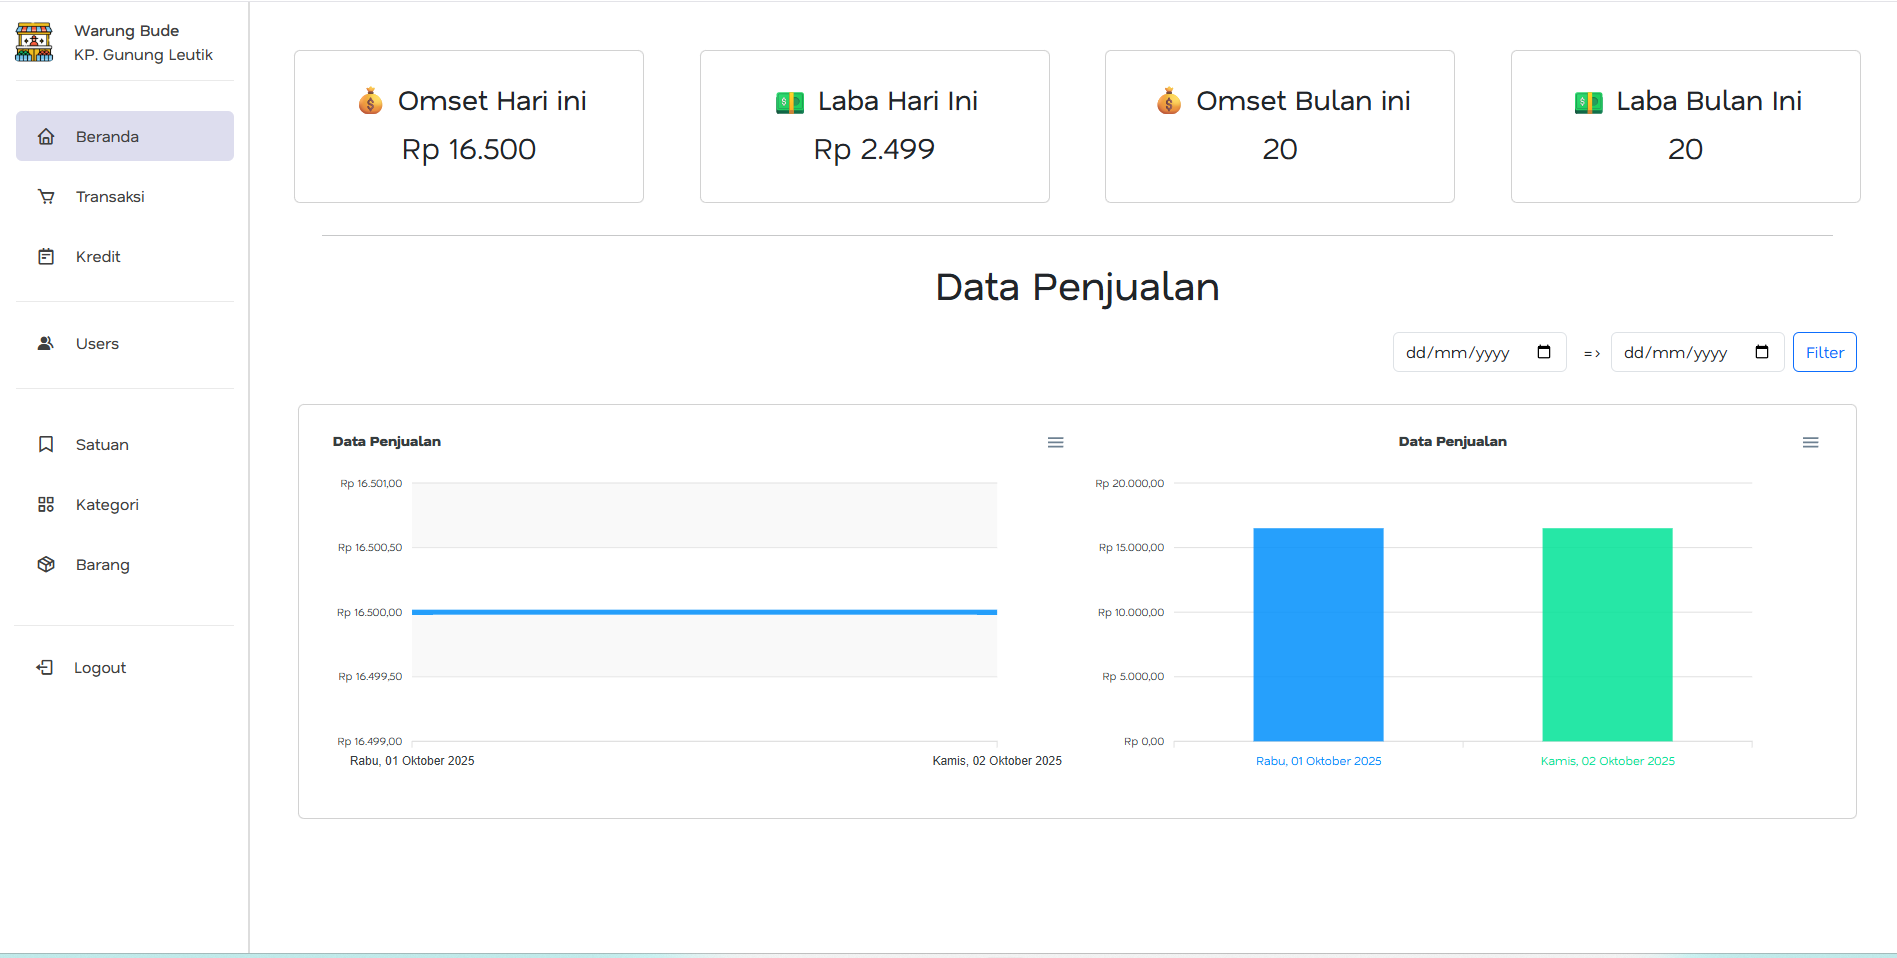 Warung Bude
KP. Gunung Leutik
Beranda
Transaksi
Kredit
Users
Satuan
Kategori
Barang
Logout
Omset Hari ini
Rp 16.500
Laba Hari Ini
Rp 2.499
Omset Bulan ini
20
Laba Bulan Ini
20
Data Penjualan
dd/mm/yyyy => dd/mm/yyyy Filter
Data Penjualan
Rp 16.501,00
Rp 16.500,50
Rp 16.500,00
Rp 16.499,50
Rp 16.499,00
Rabu, 01 Oktober 2025 Kamis, 02 Oktober 2025
Data Penjualan
Rp 20.000,00
Rp 15.000,00
Rp 10.000,00
Rp 5.000,00
Rp 0,00
Rabu, 01 Oktober 2025 Kamis, 02 Oktober 2025